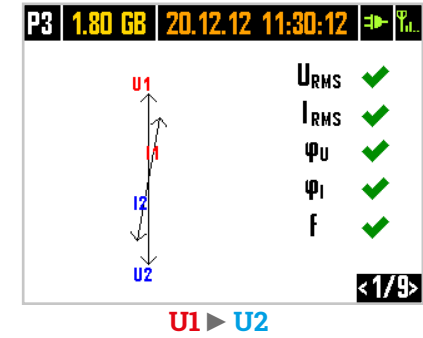 P3 1.80 GB 20.12.12 11:30:12
U1
URMS
IRMS
I1
φU
φI
I2
f
U2
<1/9>
U1 ▶ U2